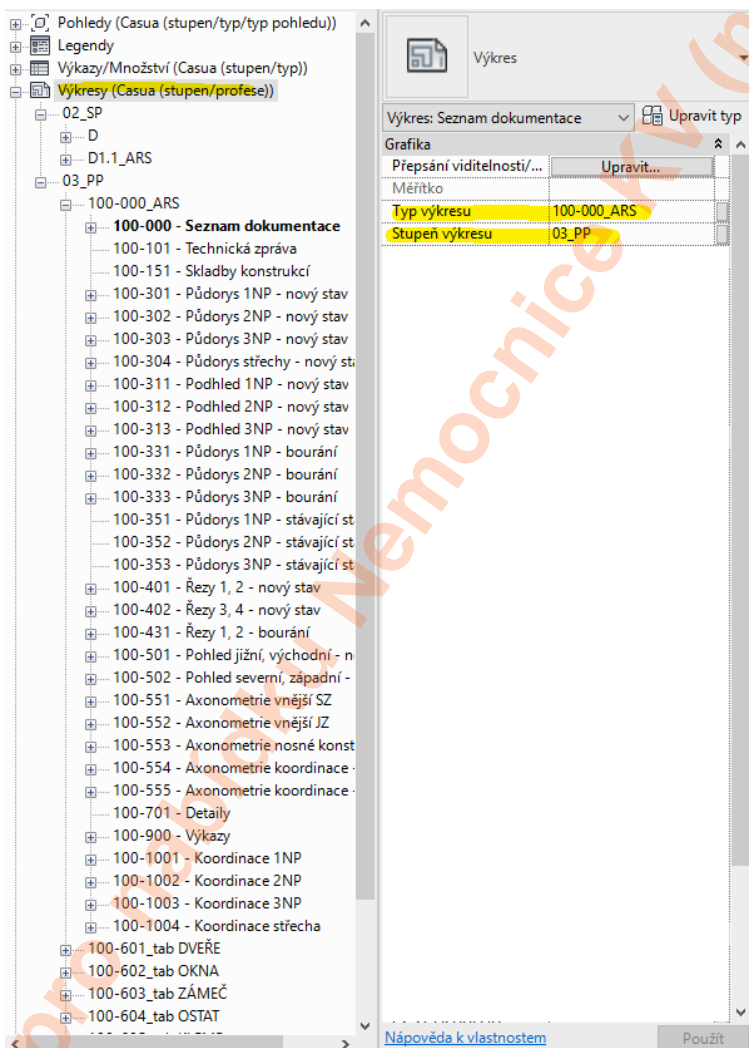 Pohledy (Casua (stupen/typ/typ pohledu))
Legendy
Výkazy/Množství (Casua (stupen/typ))
Výkresy (Casua (stupen/profese))
02_SP
D
D1.1_ARS
03_PP
100-000_ARS
100-000 - Seznam dokumentace
100-101 - Technická zpráva
100-151 - Skladby konstrukcí
100-301 - Půdorys 1NP - nový stav
100-302 - Půdorys 2NP - nový stav
100-303 - Půdorys 3NP - nový stav
100-304 - Půdorys střechy - nový sta
100-311 - Podhled 1NP - nový stav
100-312 - Podhled 2NP - nový stav
100-313 - Podhled 3NP - nový stav
100-331 - Půdorys 1NP - bourání
100-332 - Půdorys 2NP - bourání
100-333 - Půdorys 3NP - bourání
100-351 - Půdorys 1NP - stávající st
100-352 - Půdorys 2NP - stávající st
100-353 - Půdorys 3NP - stávající st
100-401 - Řezy 1, 2 - nový stav
100-402 - Řezy 3, 4 - nový stav
100-431 - Řezy 1, 2 - bourání
100-501 - Pohled jižní, východní - n
100-502 - Pohled severní, západní -
100-551 - Axonometrie vnější SZ
100-552 - Axonometrie vnější JZ
100-553 - Axonometrie nosné konst
100-554 - Axonometrie koordinace -
100-555 - Axonometrie koordinace -
100-701 - Detaily
100-900 - Výkazy
100-1001 - Koordinace 1NP
100-1002 - Koordinace 2NP
100-1003 - Koordinace 3NP
100-1004 - Koordinace střecha
100-601_tab DVEŘE
100-602_tab OKNA
100-603_tab ZÁMEČ
100-604_tab OSTAT
Výkres
Výkres: Seznam dokumentace Upravit typ
Grafika
Přepsání viditelnosti/... Upravit...
Měřítko
Typ výkresu 100-000_ARS
Stupeň výkresu 03_PP
Nápověda k vlastnostem Použít
pro nabídku Nemocnice KV (p